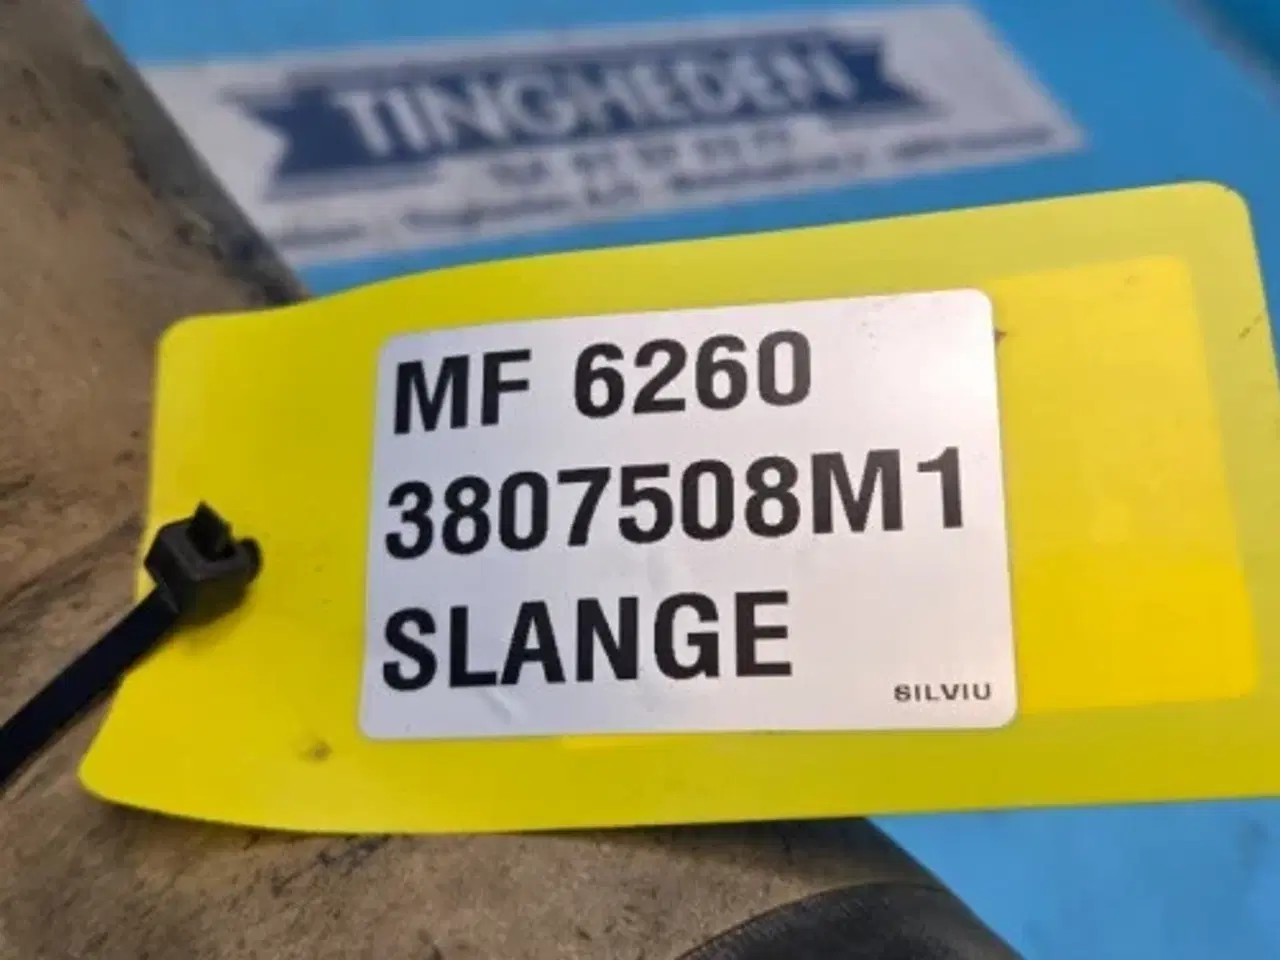 TINGHEDEN
MF 6260
3807508M1
SLANGE
SILVIU